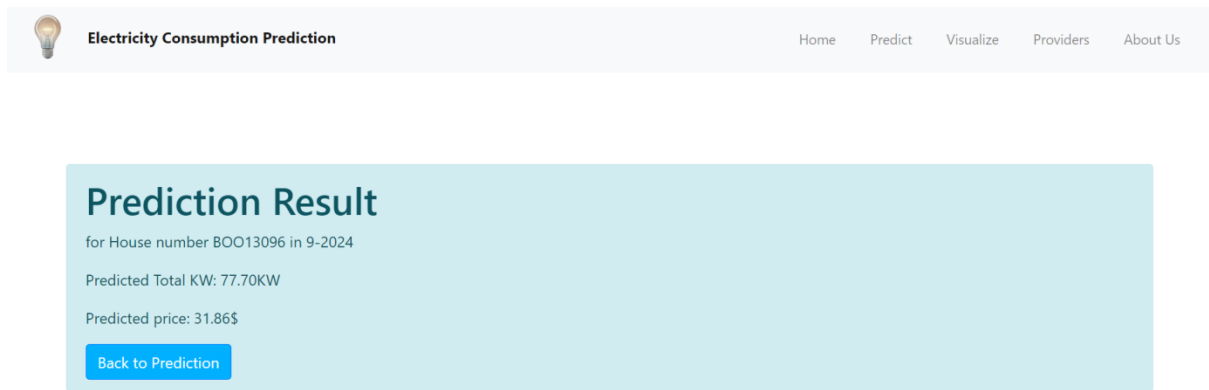 Electricity Consumption Prediction
Home Predict Visualize Providers About Us
Prediction Result
for House number BOO13096 in 9-2024
Predicted Total KW: 77.70KW
Predicted price: 31.86$
Back to Prediction